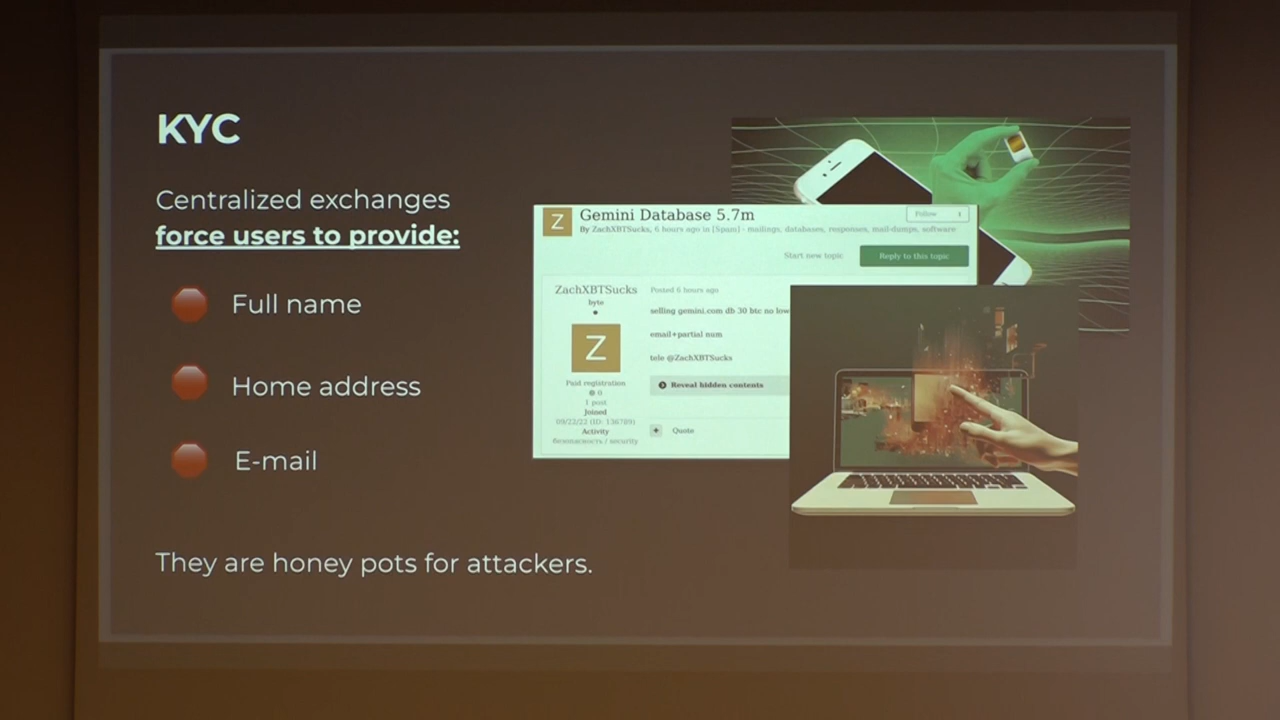 KYC
Centralized exchanges
force users to provide:
Full name
Home address
E-mail
They are honey pots for attackers.
Z
Gemini Database 5.7m
Follow
By ZachXBTSucks, 6 hours ago in [Spam] - mailings, databases, responses, mail-dumps, software
Start new topic
Reply to this topic
ZachXBTSucks
byte
Z
Paid registration
0
1 post
Joined
09/22/22 (ID: 136789)
Activity
безопасность / security
Posted 6 hours ago
selling gemini.com db 30 btc no low
email+partial num
tele @ZachXBTSucks
Reveal hidden contents
+ Quote